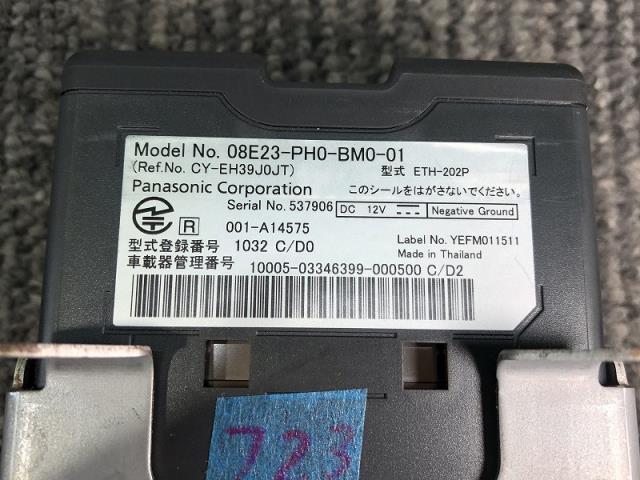 Model No. 08E23-PH0-BM0-01
(Ref.No. CY-EH39J0JT) 型式 ETH-202P
Panasonic Corporation このシールをはがさないでください。
Serial No. 537906 DC 12V Negative Ground
R 001-A14575
型式登録番号 1032 C/D0 Label No. YEFM011511
車載器管理番号 10005-03346399-000500 C/D2 Made in Thailand
723